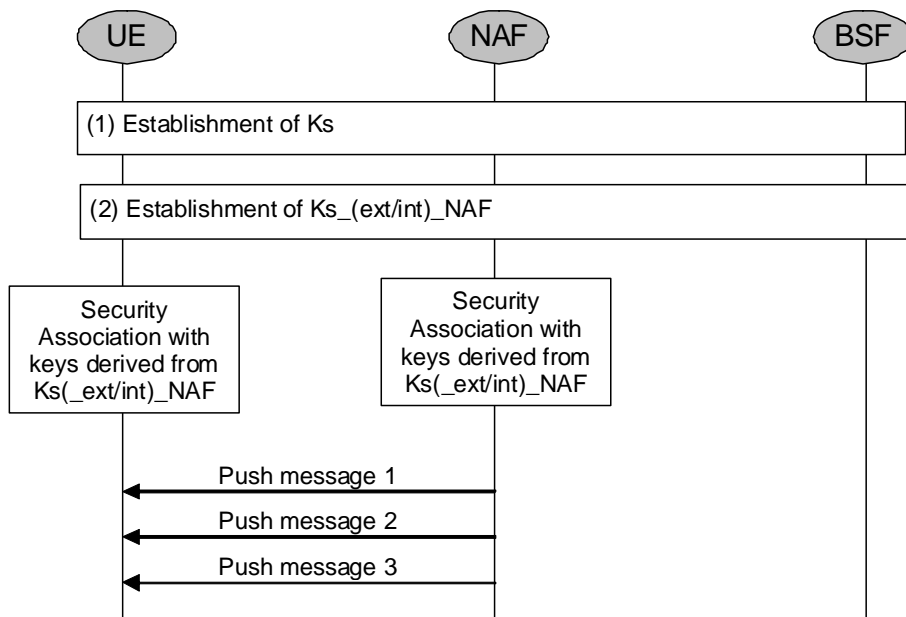 UE
NAF
BSF
(1) Establishment of Ks
(2) Establishment of Ks_(ext/int)_NAF
Security
Association with
keys derived from
Ks(_ext/int)_NAF
Security
Association with
keys derived from
Ks(_ext/int)_NAF
Push message 1
Push message 2
Push message 3